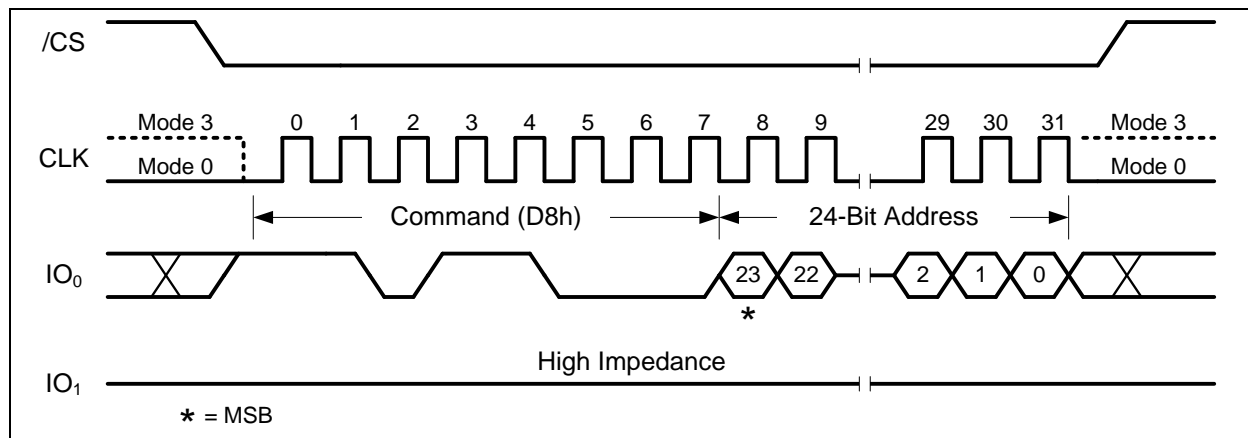 /CS
Mode 3 0 1 2 3 4 5 6 7 8 9 29 30 31 Mode 3
CLK Mode 0 Mode 0
Command (D8h) 24-Bit Address
IO₀ 23 22 2 1 0
*
High Impedance
IO₁
* = MSB